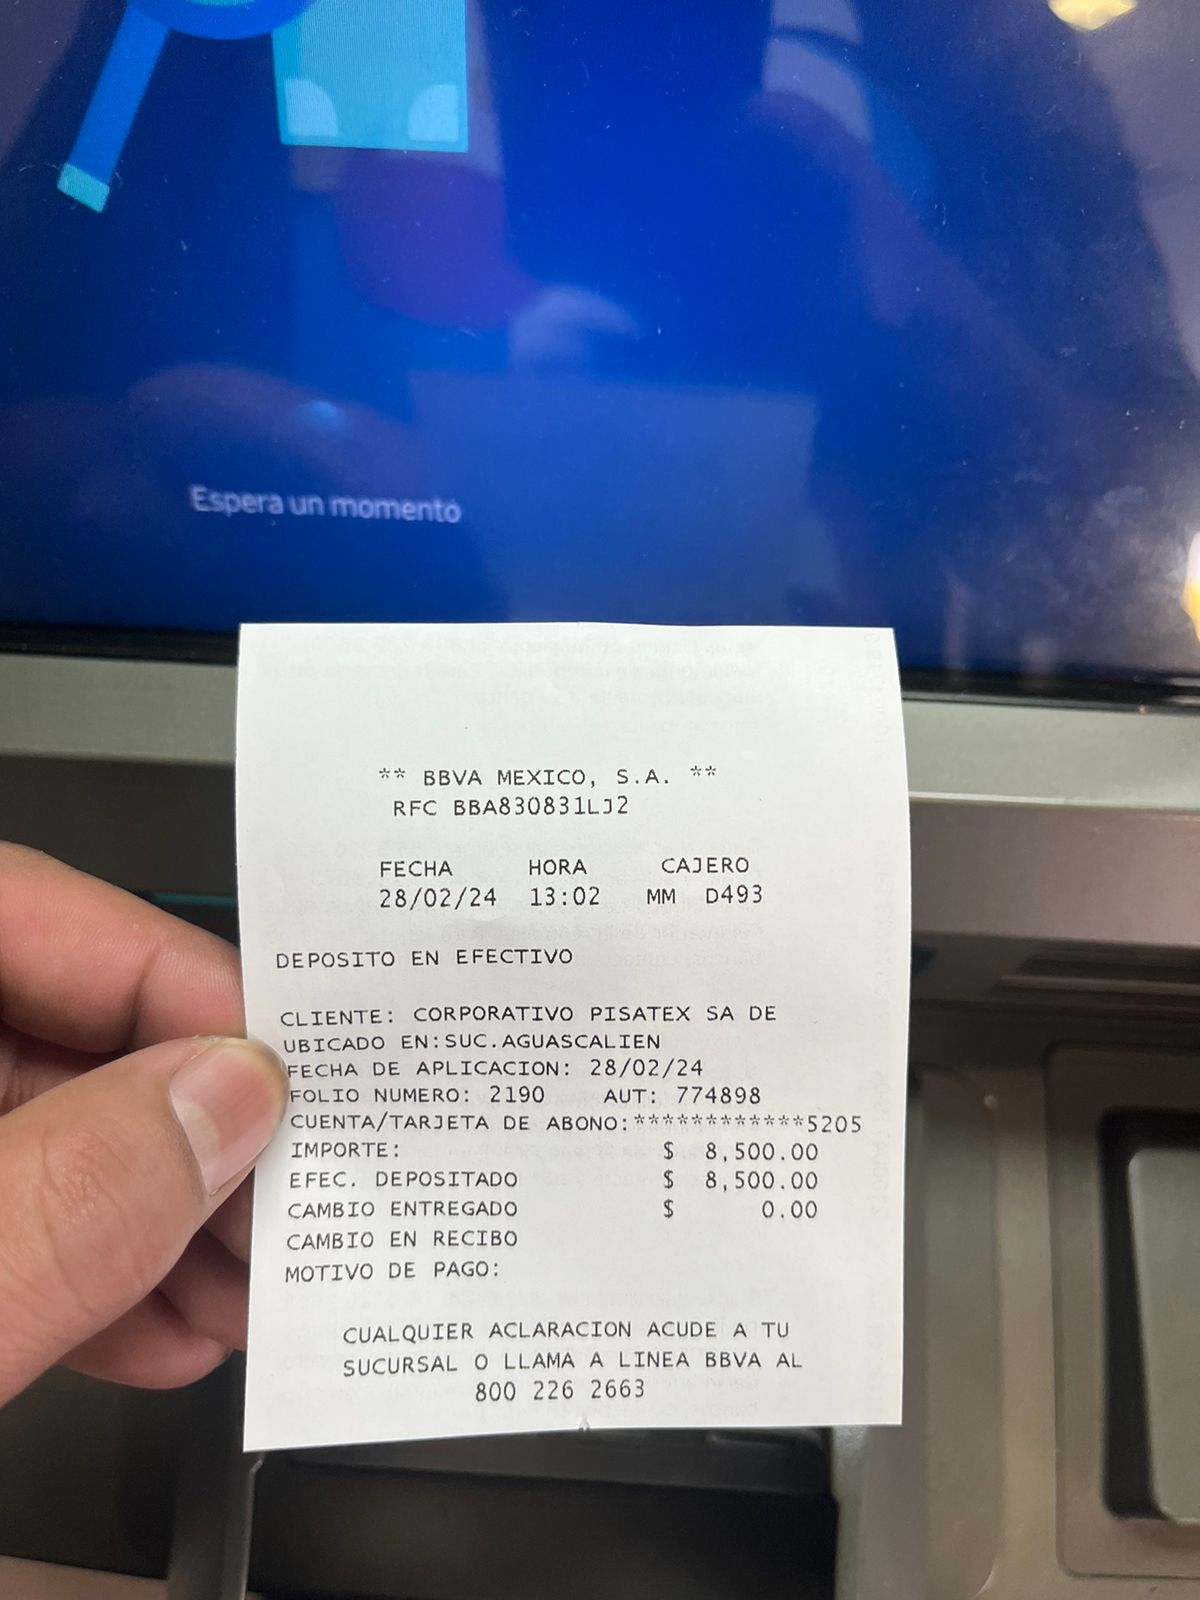 Espera un momento
** BBVA MEXICO, S.A. **
RFC BBA830831LJ2
FECHA HORA CAJERO
28/02/24 13:02 MM D493
DEPOSITO EN EFECTIVO
CLIENTE: CORPORATIVO PISATEX SA DE
UBICADO EN:SUC.AGUASCALIEN
FECHA DE APLICACION: 28/02/24
FOLIO NUMERO: 2190 AUT: 774898
CUENTA/TARJETA DE ABONO:************5205
IMPORTE: $ 8,500.00
EFEC. DEPOSITADO $ 8,500.00
CAMBIO ENTREGADO $ 0.00
CAMBIO EN RECIBO
MOTIVO DE PAGO:
CUALQUIER ACLARACION ACUDE A TU
SUCURSAL O LLAMA A LINEA BBVA AL
800 226 2663